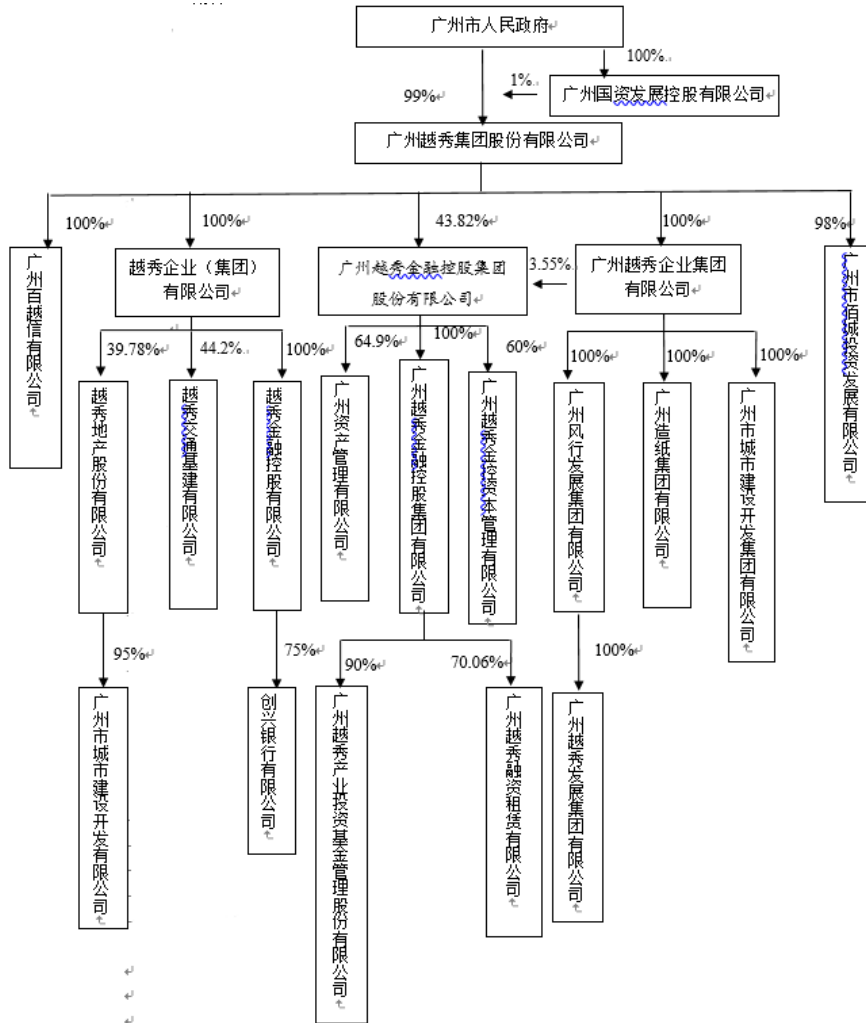 广州市人民政府
100%
1%
广州国资发展控股有限公司
99%
广州越秀集团股份有限公司
100%
100%
43.82%
100%
98%
广州百越信有限公司
越秀企业（集团）
有限公司
广州越秀金融控股集团
股份有限公司
3.55%
广州越秀企业集团
有限公司
广州市佰城投资发展有限公司
39.78%
44.2%
100%
64.9%
100%
60%
100%
100%
100%
越秀地产股份有限公司
越秀交通基建有限公司
越秀金融控股有限公司
广州资产管理有限公司
广州越秀金融控股集团有限公司
广州越秀金控资本管理有限公司
广州风行发展集团有限公司
广州造纸集团有限公司
广州市城市建设开发集团有限公司
95%
75%
90%
70.06%
100%
广州市城市建设开发有限公司
创兴银行有限公司
广州越秀产业投资基金管理股份有限公司
广州越秀融资租赁有限公司
广州越秀发展集团有限公司